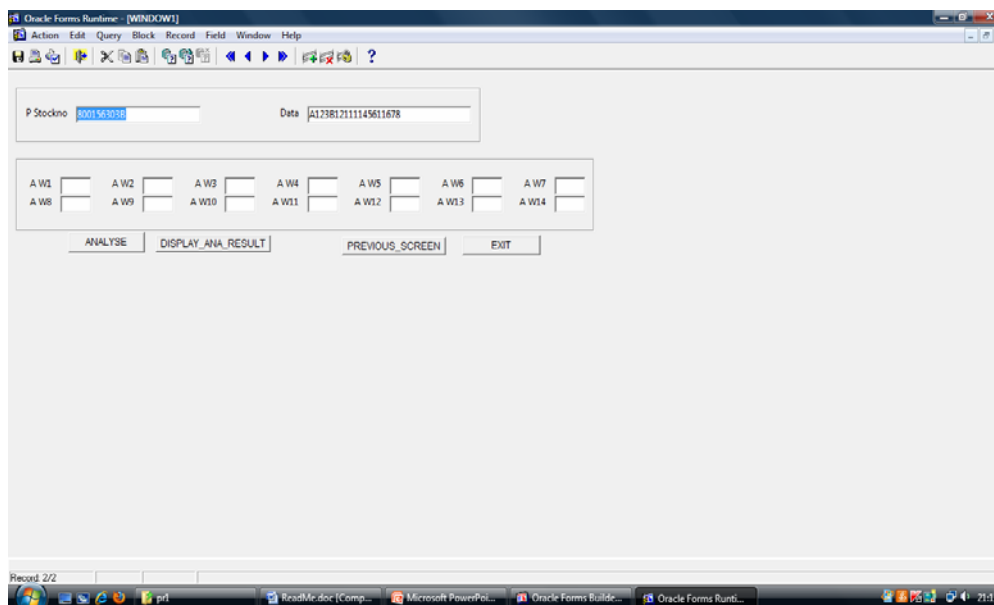 Oracle Forms Runtime - [WINDOW1]
Action Edit Query Block Record Field Window Help
P Stockno 800156303B Data A123B12111145611678
A W1 A W2 A W3 A W4 A W5 A W6 A W7
A W8 A W9 A W10 A W11 A W12 A W13 A W14
ANALYSE DISPLAY_ANA_RESULT PREVIOUS_SCREEN EXIT
Record: 2/2
pr1 ReadMe.doc [Comp... Microsoft PowerPoi... Oracle Forms Builde... Oracle Forms Runti...